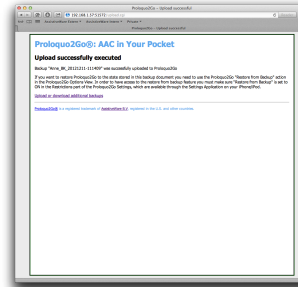 Proloquo2Go – Upload successful
Proloquo2Go – Upload successful
Proloquo2Go®: AAC in Your Pocket
Upload successfully executed
Backup "Anna_BK_20121211-111409" was successfully uploaded to Proloquo2Go
If you want to restore Proloquo2Go to the state stored in this backup document you need to use the Proloquo2Go "Restore from Backup" action
in the Proloquo2Go Options View. In order to have access to the restore from backup feature you must make sure "Restore from Backup" is set to
ON in the Restrictions part of the Proloquo2Go Settings, which are available through the Settings Application on your iPhone/iPod.
Upload or download additional backups
Proloquo2Go® is a registered trademark of AssistiveWare B.V. registered in the U.S. and other countries.